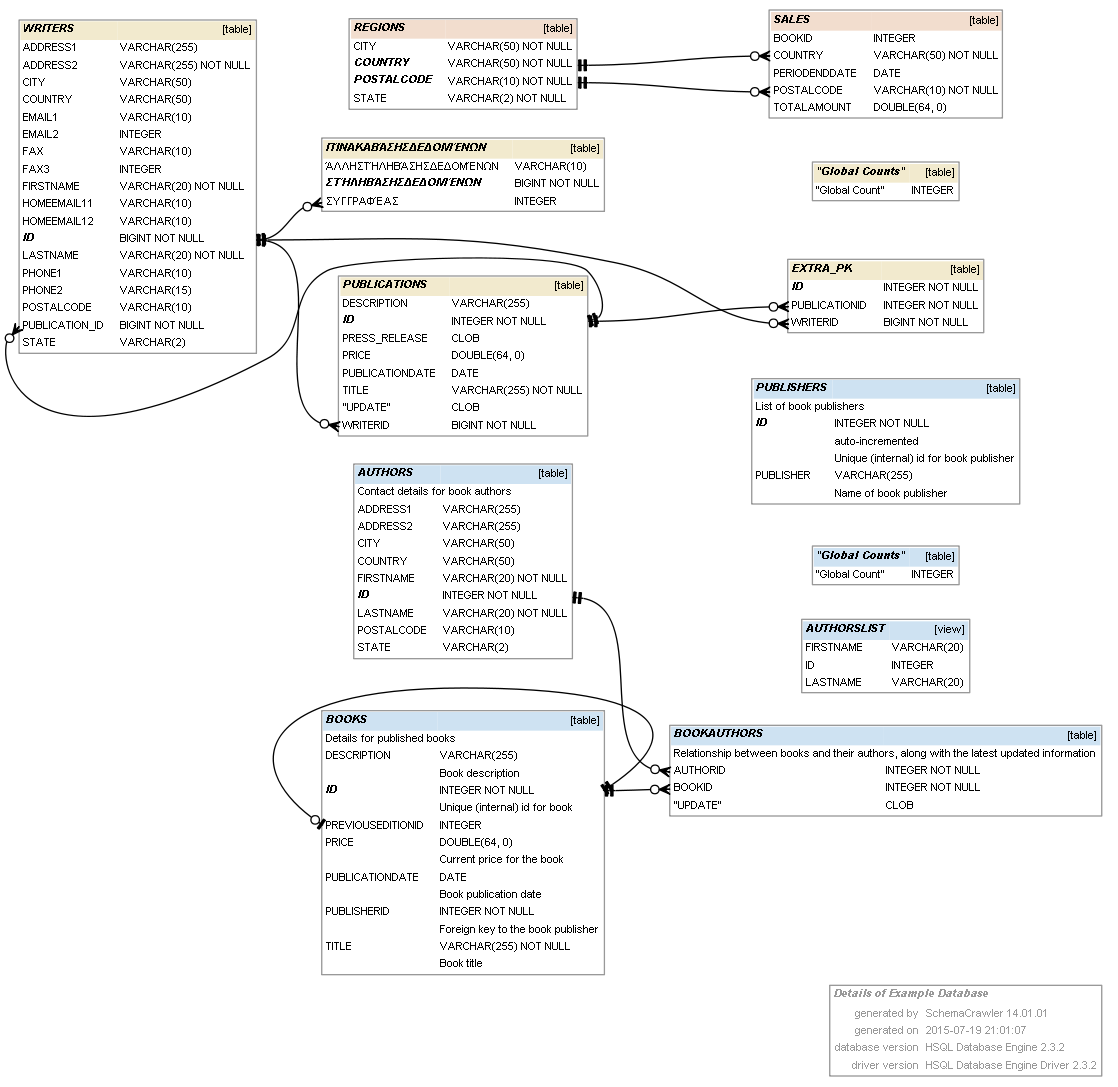 WRITERS [table]
ADDRESS1 VARCHAR(255)
ADDRESS2 VARCHAR(255) NOT NULL
CITY VARCHAR(50)
COUNTRY VARCHAR(50)
EMAIL1 VARCHAR(10)
EMAIL2 INTEGER
FAX VARCHAR(10)
FAX3 INTEGER
FIRSTNAME VARCHAR(20) NOT NULL
HOMEEMAIL11 VARCHAR(10)
HOMEEMAIL12 VARCHAR(10)
ID BIGINT NOT NULL
LASTNAME VARCHAR(20) NOT NULL
PHONE1 VARCHAR(10)
PHONE2 VARCHAR(15)
POSTALCODE VARCHAR(10)
PUBLICATION_ID BIGINT NOT NULL
STATE VARCHAR(2)
REGIONS [table]
CITY VARCHAR(50) NOT NULL
COUNTRY VARCHAR(50) NOT NULL
POSTALCODE VARCHAR(10) NOT NULL
STATE VARCHAR(2) NOT NULL
SALES [table]
BOOKID INTEGER
COUNTRY VARCHAR(50) NOT NULL
PERIODENDDATE DATE
POSTALCODE VARCHAR(10) NOT NULL
TOTALAMOUNT DOUBLE(64, 0)
ΠΊΝΑΚΑΒΆΣΗΣΔΕΔΟΜΈΝΩΝ [table]
ΆΛΛΗΣΤΉΛΗΒΆΣΗΣΔΕΔΟΜΈΝΩΝ VARCHAR(10)
ΣΤΉΛΗΒΆΣΗΣΔΕΔΟΜΈΝΩΝ BIGINT NOT NULL
ΣΥΓΓΡΑΦΈΑΣ INTEGER
"Global Counts" [table]
"Global Count" INTEGER
PUBLICATIONS [table]
DESCRIPTION VARCHAR(255)
ID INTEGER NOT NULL
PRESS_RELEASE CLOB
PRICE DOUBLE(64, 0)
PUBLICATIONDATE DATE
TITLE VARCHAR(255) NOT NULL
"UPDATE" CLOB
WRITERID BIGINT NOT NULL
EXTRA_PK [table]
ID INTEGER NOT NULL
PUBLICATIONID INTEGER NOT NULL
WRITERID BIGINT NOT NULL
PUBLISHERS [table]
List of book publishers
ID INTEGER NOT NULL
auto-incremented
Unique (internal) id for book publisher
PUBLISHER VARCHAR(255)
Name of book publisher
AUTHORS [table]
Contact details for book authors
ADDRESS1 VARCHAR(255)
ADDRESS2 VARCHAR(255)
CITY VARCHAR(50)
COUNTRY VARCHAR(50)
FIRSTNAME VARCHAR(20) NOT NULL
ID INTEGER NOT NULL
LASTNAME VARCHAR(20) NOT NULL
POSTALCODE VARCHAR(10)
STATE VARCHAR(2)
"Global Counts" [table]
"Global Count" INTEGER
AUTHORSLIST [view]
FIRSTNAME VARCHAR(20)
ID INTEGER
LASTNAME VARCHAR(20)
BOOKS [table]
Details for published books
DESCRIPTION VARCHAR(255)
Book description
ID INTEGER NOT NULL
Unique (internal) id for book
PREVIOUSEDITIONID INTEGER
PRICE DOUBLE(64, 0)
Current price for the book
PUBLICATIONDATE DATE
Book publication date
PUBLISHERID INTEGER NOT NULL
Foreign key to the book publisher
TITLE VARCHAR(255) NOT NULL
Book title
BOOKAUTHORS [table]
Relationship between books and their authors, along with the latest updated information
AUTHORID INTEGER NOT NULL
BOOKID INTEGER NOT NULL
"UPDATE" CLOB
Details of Example Database
generated by SchemaCrawler 14.01.01
generated on 2015-07-19 21:01:07
database version HSQL Database Engine 2.3.2
driver version HSQL Database Engine Driver 2.3.2